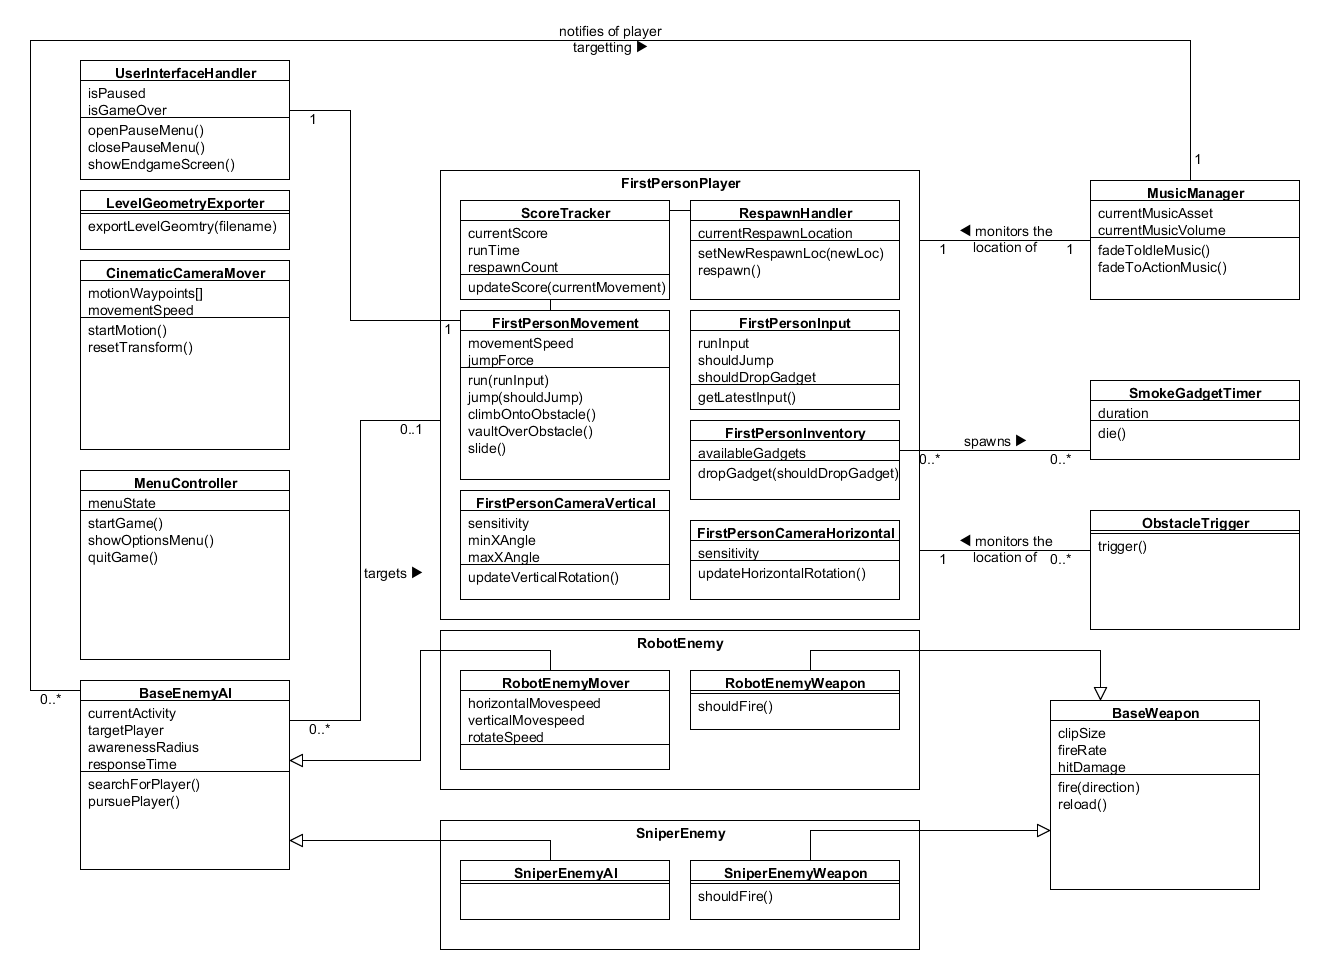 notifies of player
targetting ▶
UserInterfaceHandler
isPaused
isGameOver
openPauseMenu()
closePauseMenu()
showEndgameScreen()
1
LevelGeometryExporter
exportLevelGeomtry(filename)
CinematicCameraMover
motionWaypoints[]
movementSpeed
startMotion()
resetTransform()
MenuController
menuState
startGame()
showOptionsMenu()
quitGame()
BaseEnemyAI
currentActivity
targetPlayer
awarenessRadius
responseTime
searchForPlayer()
pursuePlayer()
0..*
0..*
targets ▶
0..1
1
FirstPersonPlayer
ScoreTracker
currentScore
runTime
respawnCount
updateScore(currentMovement)
RespawnHandler
currentRespawnLocation
setNewRespawnLoc(newLoc)
respawn()
FirstPersonMovement
movementSpeed
jumpForce
run(runInput)
jump(shouldJump)
climbOntoObstacle()
vaultOverObstacle()
slide()
FirstPersonInput
runInput
shouldJump
shouldDropGadget
getLatestInput()
FirstPersonInventory
availableGadgets
dropGadget(shouldDropGadget)
FirstPersonCameraVertical
sensitivity
minXAngle
maxXAngle
updateVerticalRotation()
FirstPersonCameraHorizontal
sensitivity
updateHorizontalRotation()
1
MusicManager
currentMusicAsset
currentMusicVolume
fadeToIdleMusic()
fadeToActionMusic()
◀ monitors the
1 location of 1
SmokeGadgetTimer
duration
die()
spawns ▶
0..* 0..*
ObstacleTrigger
trigger()
◀ monitors the
1 location of 0..*
RobotEnemy
RobotEnemyMover
horizontalMovespeed
verticalMovespeed
rotateSpeed
RobotEnemyWeapon
shouldFire()
BaseWeapon
clipSize
fireRate
hitDamage
fire(direction)
reload()
SniperEnemy
SniperEnemyAI
SniperEnemyWeapon
shouldFire()